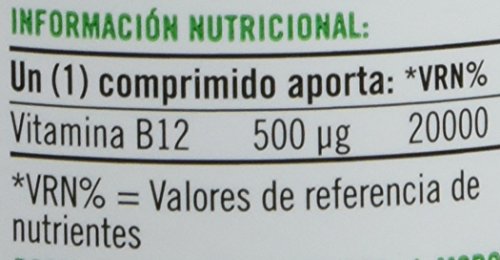 INFORMACIÓN NUTRICIONAL:
Un (1) comprimido aporta: *VRN%
Vitamina B12 500 µg 20000
*VRN% = Valores de referencia de
nutrientes